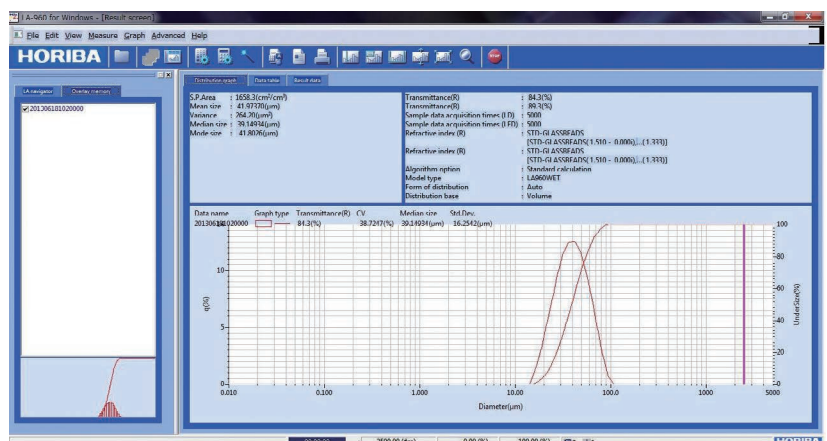 LA-960 for Windows - [Result screen]
File Edit View Measure Graph Advanced Help
HORIBA
STOP
LA navigator Overlay memory
201306181020000
Distribution graph Data table Result data
S.P.Area : 1658.3(cm²/cm³)
Mean size : 41.97370(µm)
Variance : 264.20(µm²)
Median size : 39.14934(µm)
Mode size : 41.8026(µm)
Transmittance(R) : 84.3(%)
Transmittance(B) : 89.3(%)
Sample data acquisition times (LD) : 5000
Sample data acquisition times (LED) : 5000
Refractive index (R) : STD-GLASSBEADS
[STD-GLASSBEADS( 1.510 - 0.000i),...( 1.333)]
Refractive index (B) : STD-GLASSBEADS
[STD-GLASSBEADS( 1.510 - 0.000i),...( 1.333)]
Algorithm option : Standard calculation
Model type : LA960WET
Form of distribution : Auto
Distribution base : Volume
Data name Graph type Transmittance(R) CV Median size Std.Dev.
201306181020000 84.3(%) 38.7247(%) 39.14934(µm) 16.2542(µm)
100
80
10
60
q(%)
UnderSize(%)
5
40
20
0 0
0.010 0.100 1.000 10.00 100.0 1000 5000
Diameter(µm)
HORIBA